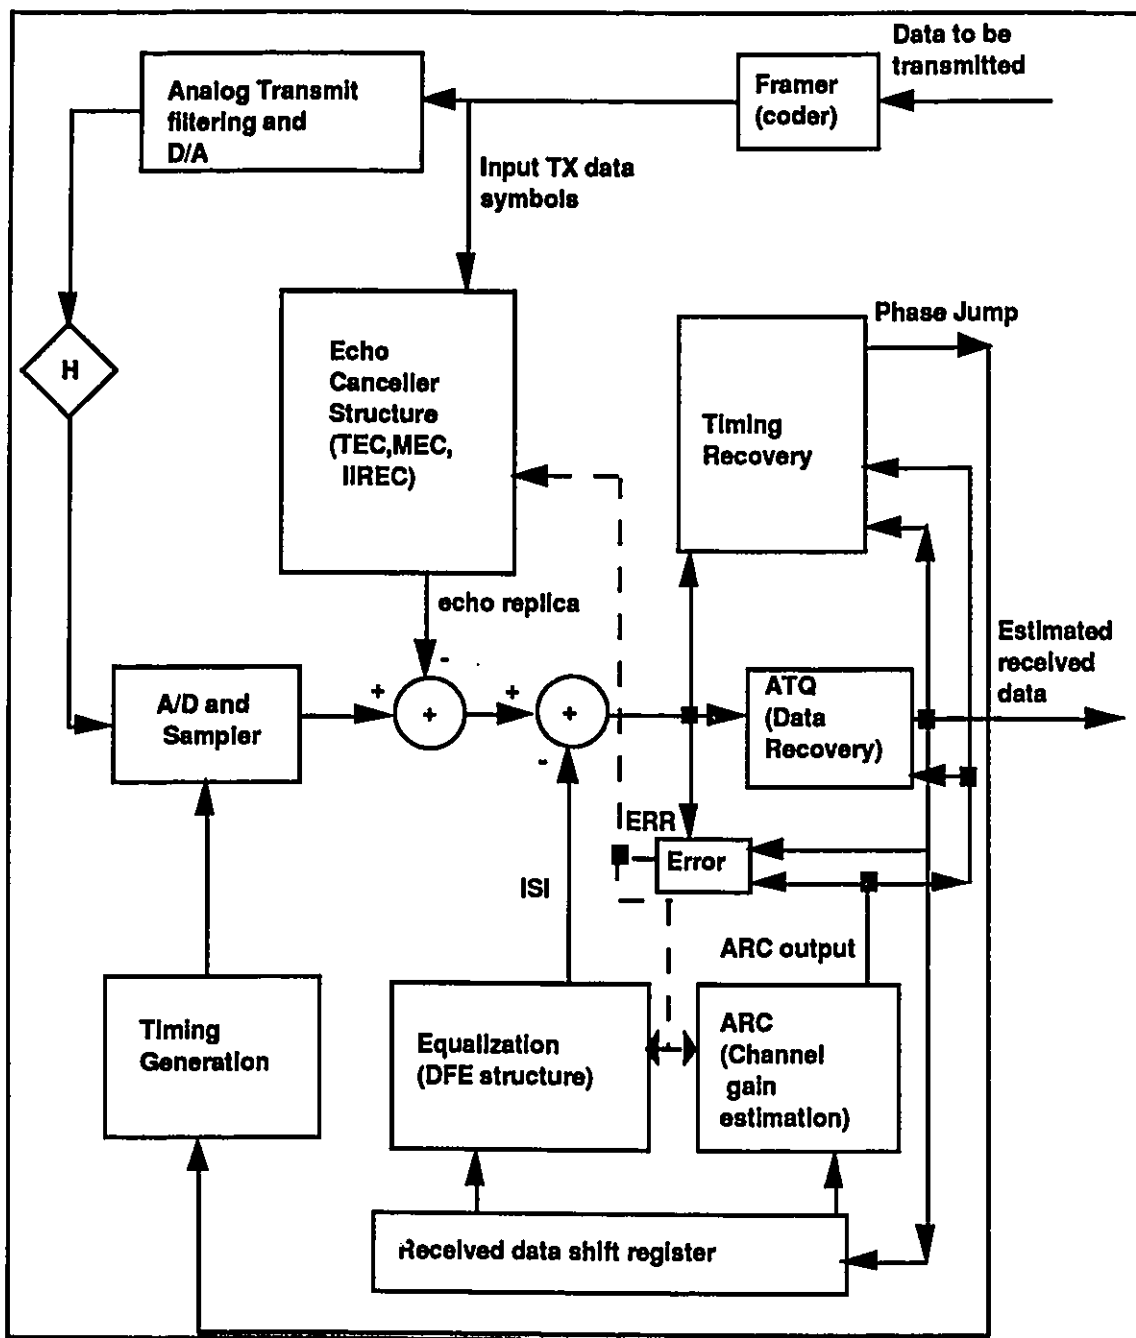 Data to be
transmitted
Framer
(coder)
Analog Transmit
filtering and
D/A
Input TX data
symbols
H
Echo
Canceller
Structure
(TEC,MEC,
IIREC)
Phase Jump
Timing
Recovery
echo replica
-
Estimated
received
data
A/D and
Sampler
+
+
+
+
-
ATQ
(Data
Recovery)
ERR
Error
ISI
ARC output
Timing
Generation
Equalization
(DFE structure)
ARC
(Channel
gain
estimation)
Received data shift register